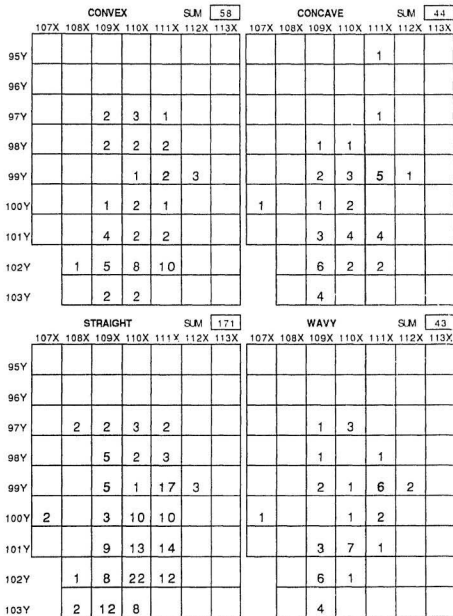 CONVEX SUM 58 CONCAVE SUM 44
107X 108X 109X 110X 111X 112X 113X 107X 108X 109X 110X 111X 112X 113X
95Y 1
96Y
97Y 2 3 1 1
98Y 2 2 2 1 1
99Y 1 2 3 2 3 5 1
100Y 1 2 1 1 1 2
101Y 4 2 2 3 4 4
102Y 1 5 8 10 6 2 2
103Y 2 2 4
STRAIGHT SUM 171 WAVY SUM 43
107X 108X 109X 110X 111X 112X 113X 107X 108X 109X 110X 111X 112X 113X
95Y
96Y
97Y 2 2 3 2 1 3
98Y 5 2 3 1 1
99Y 5 1 17 3 2 1 6 2
100Y 2 3 10 10 1 1 2
101Y 9 13 14 3 7 1
102Y 1 8 22 12 6 1
103Y 2 12 8 4